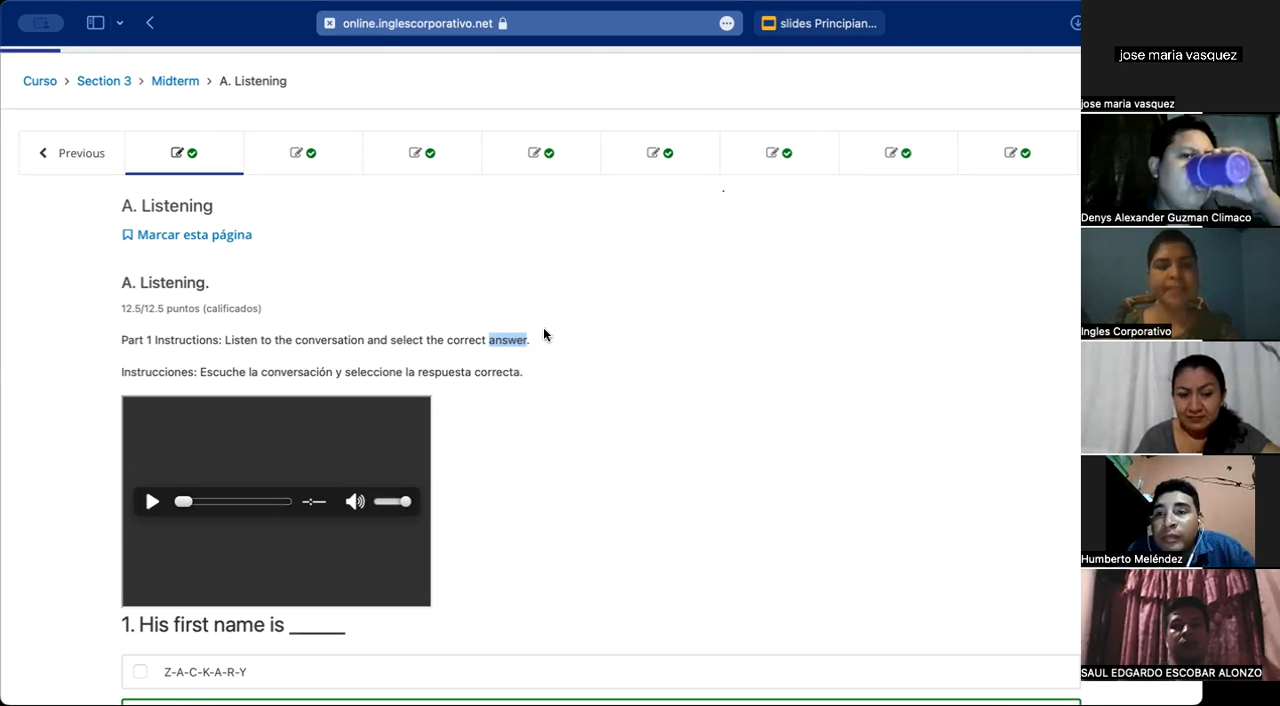 online.inglescorporativo.net
slides Principian...
Curso > Section 3 > Midterm > A. Listening
Previous
A. Listening
Marcar esta página
A. Listening.
12.5/12.5 puntos (calificados)
Part 1 Instructions: Listen to the conversation and select the correct answer.
Instrucciones: Escuche la conversación y seleccione la respuesta correcta.
-:-
1. His first name is ______
Z-A-C-K-A-R-Y
jose maria vasquez
jose maria vasquez
Denys Alexander Guzman Climaco
Ingles Corporativo
Humberto Meléndez
SAUL EDGARDO ESCOBAR ALONZO